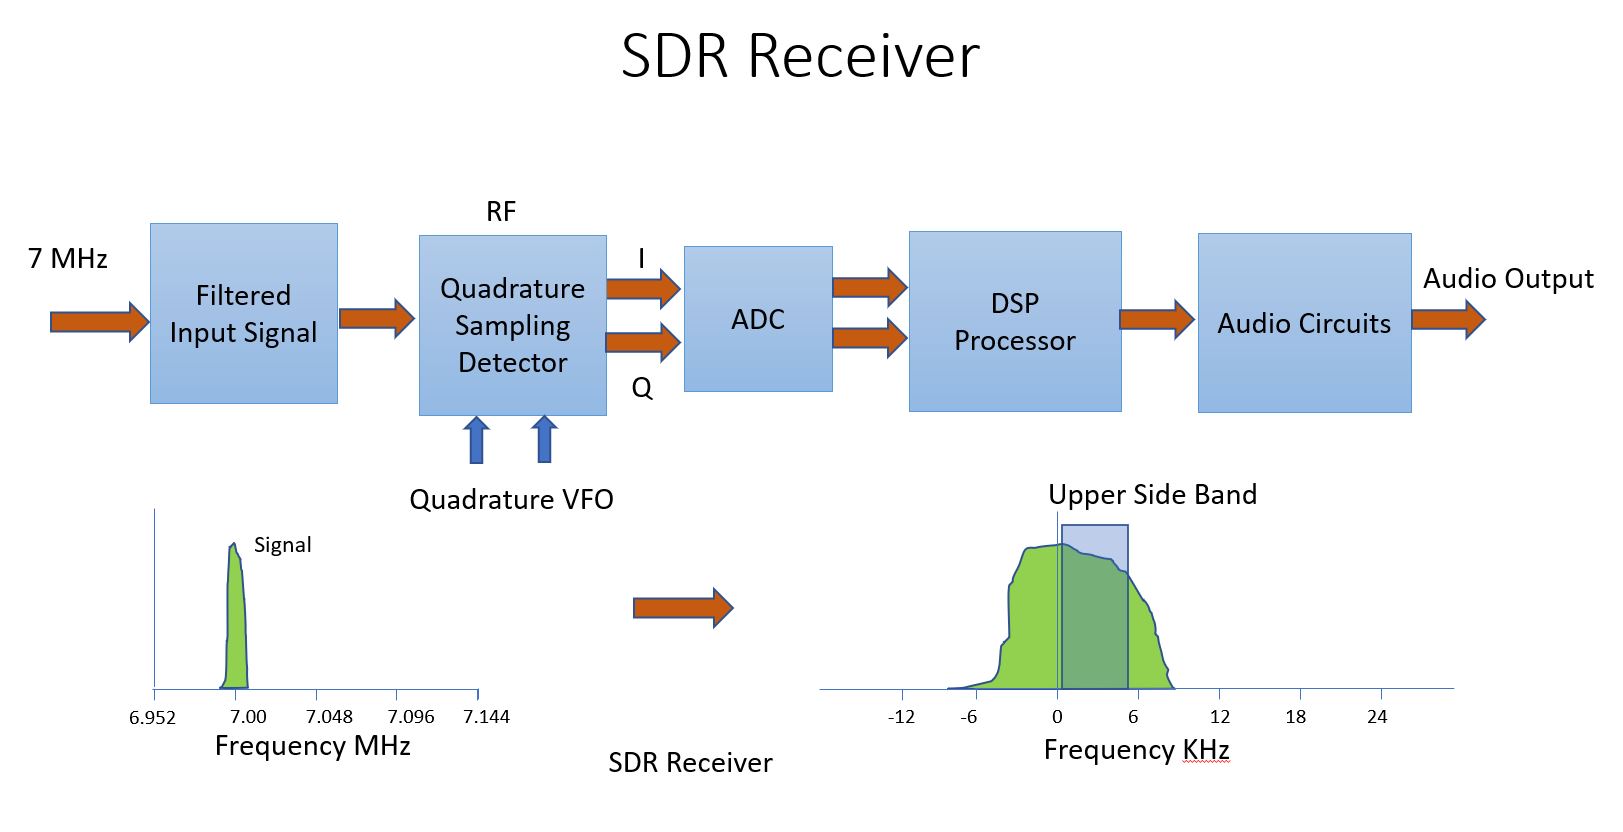 SDR Receiver
RF
7 MHz
Filtered
Input Signal
Quadrature
Sampling
Detector
I
Q
ADC
DSP
Processor
Audio Circuits
Audio Output
Quadrature VFO
Signal
6.952 7.00 7.048 7.096 7.144
Frequency MHz
SDR Receiver
Upper Side Band
-12 -6 0 6 12 18 24
Frequency KHz